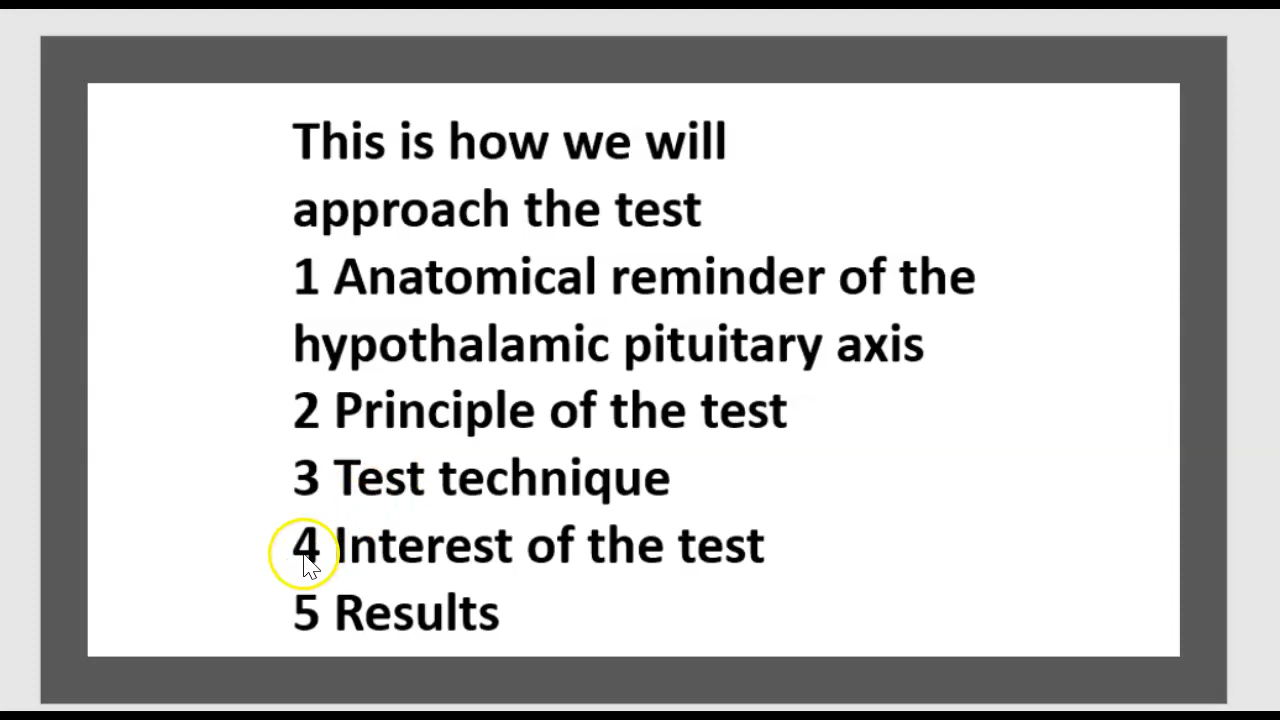 This is how we will
approach the test
1 Anatomical reminder of the
hypothalamic pituitary axis
2 Principle of the test
3 Test technique
4 Interest of the test
5 Results